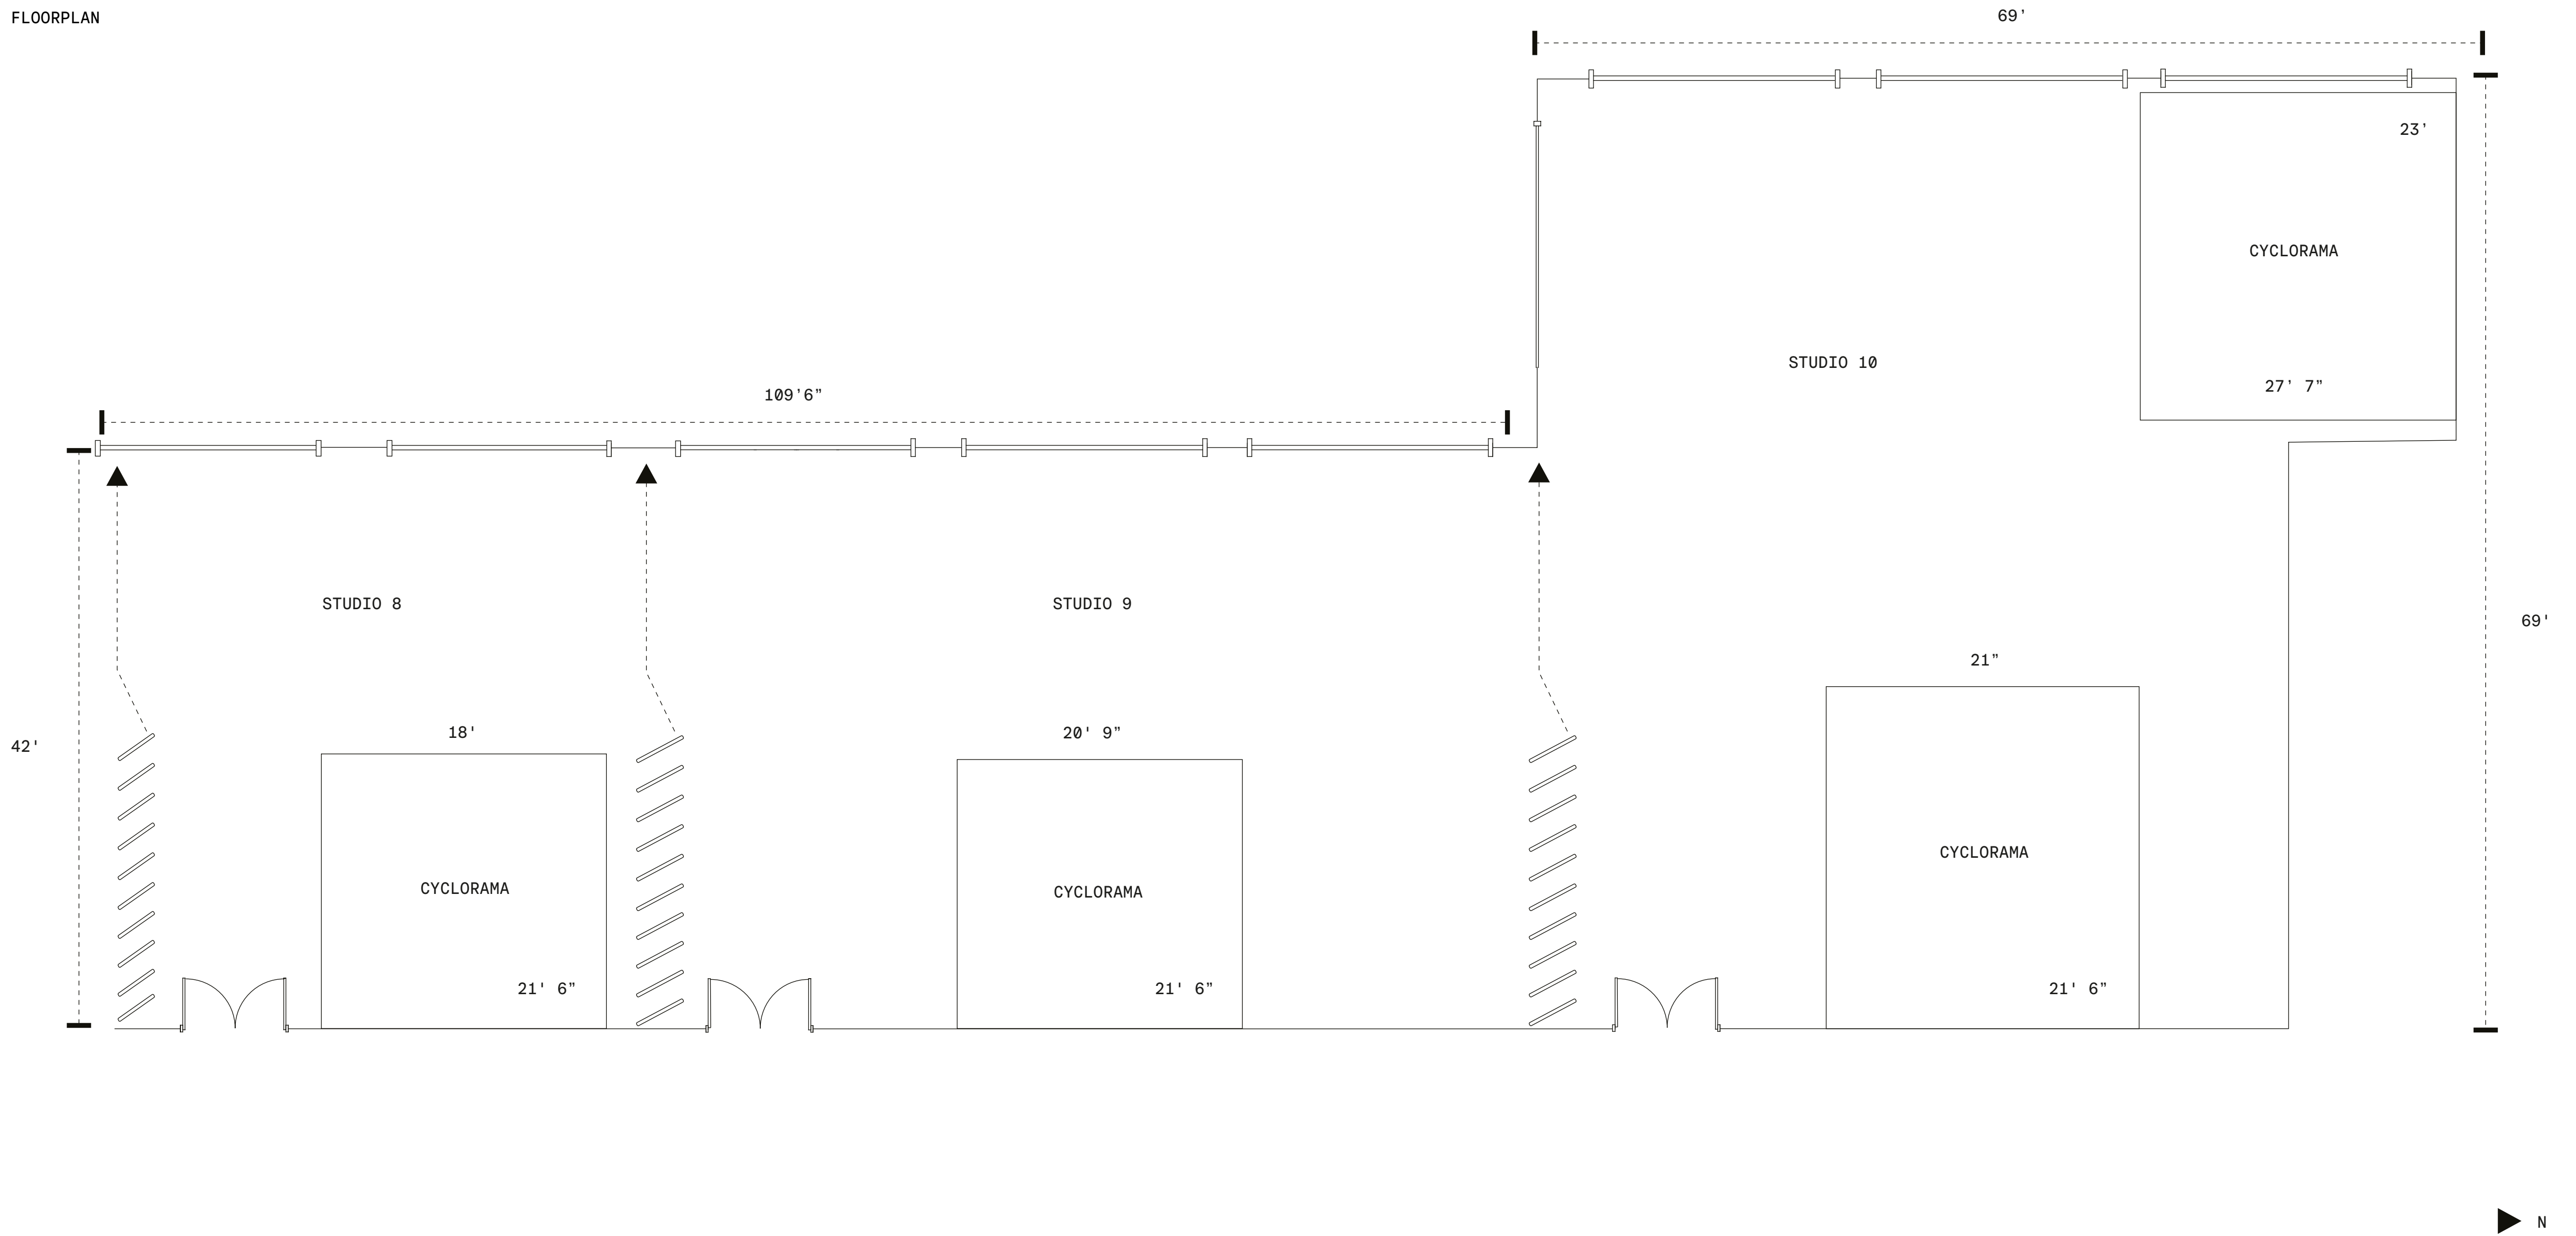 FLOORPLAN
69'
23'
CYCLORAMA
STUDIO 10
27' 7"
109'6"
STUDIO 8
STUDIO 9
69'
21"
18'
20' 9"
42'
CYCLORAMA
CYCLORAMA
CYCLORAMA
21' 6"
21' 6"
21' 6"
N